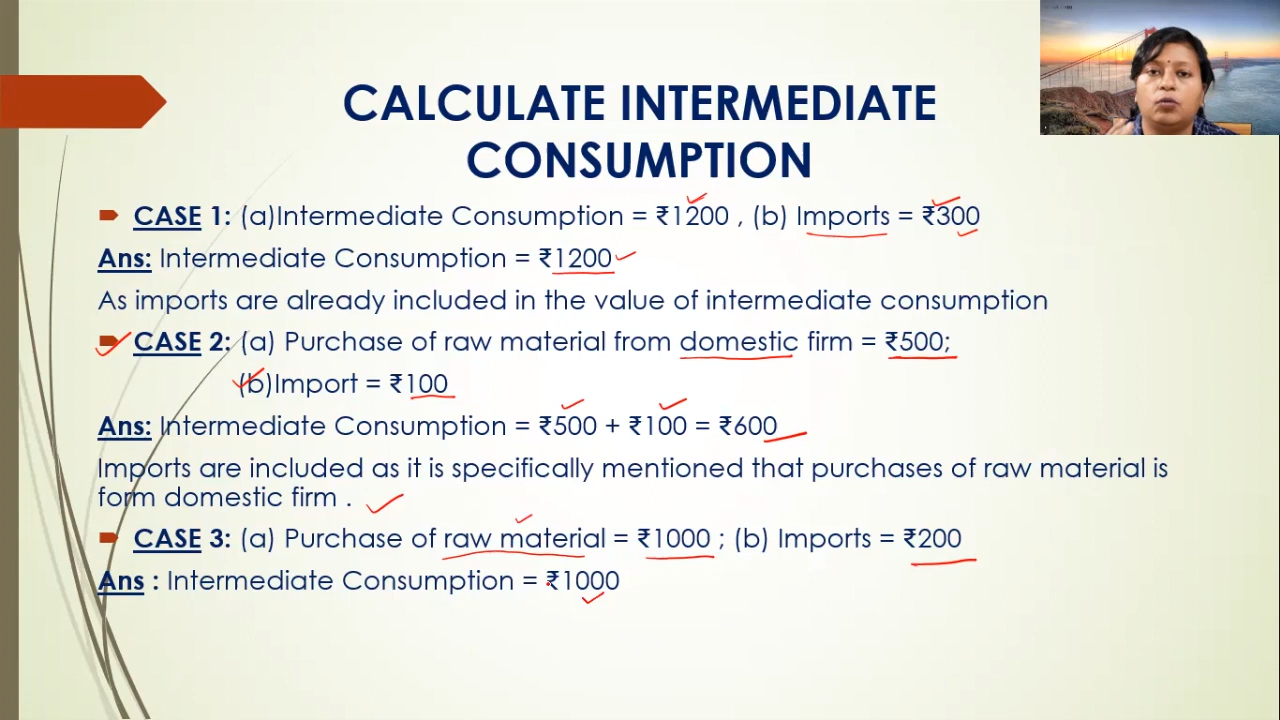 CALCULATE INTERMEDIATE
CONSUMPTION
CASE 1: (a)Intermediate Consumption = ₹1200 , (b) Imports = ₹300
Ans: Intermediate Consumption = ₹1200
As imports are already included in the value of intermediate consumption
CASE 2: (a) Purchase of raw material from domestic firm = ₹500;
(b)Import = ₹100
Ans: Intermediate Consumption = ₹500 + ₹100 = ₹600
Imports are included as it is specifically mentioned that purchases of raw material is
form domestic firm .
CASE 3: (a) Purchase of raw material = ₹1000 ; (b) Imports = ₹200
Ans : Intermediate Consumption = ₹1000